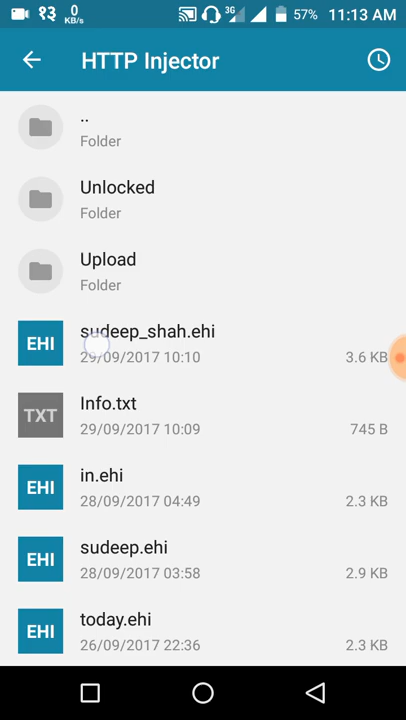 १३ 0 KB/s 3G 57% 11:13 AM
HTTP Injector
..
Folder
Unlocked
Folder
Upload
Folder
EHI sudeep_shah.ehi
29/09/2017 10:10 3.6 KB
TXT Info.txt
29/09/2017 10:09 745 B
EHI in.ehi
28/09/2017 04:49 2.3 KB
EHI sudeep.ehi
28/09/2017 03:58 2.9 KB
EHI today.ehi
26/09/2017 22:36 2.3 KB